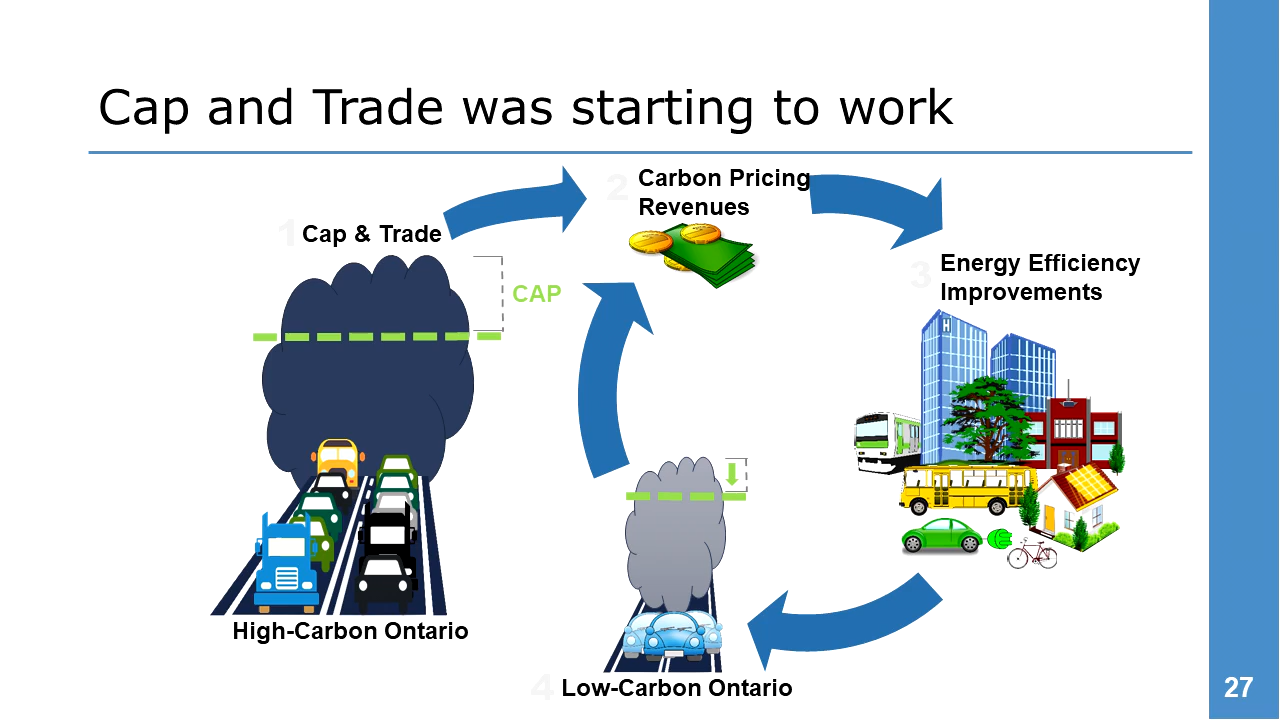 Cap and Trade was starting to work
1 Cap & Trade
CAP
High-Carbon Ontario
2 Carbon Pricing
Revenues
3 Energy Efficiency
Improvements
H
4 Low-Carbon Ontario
27